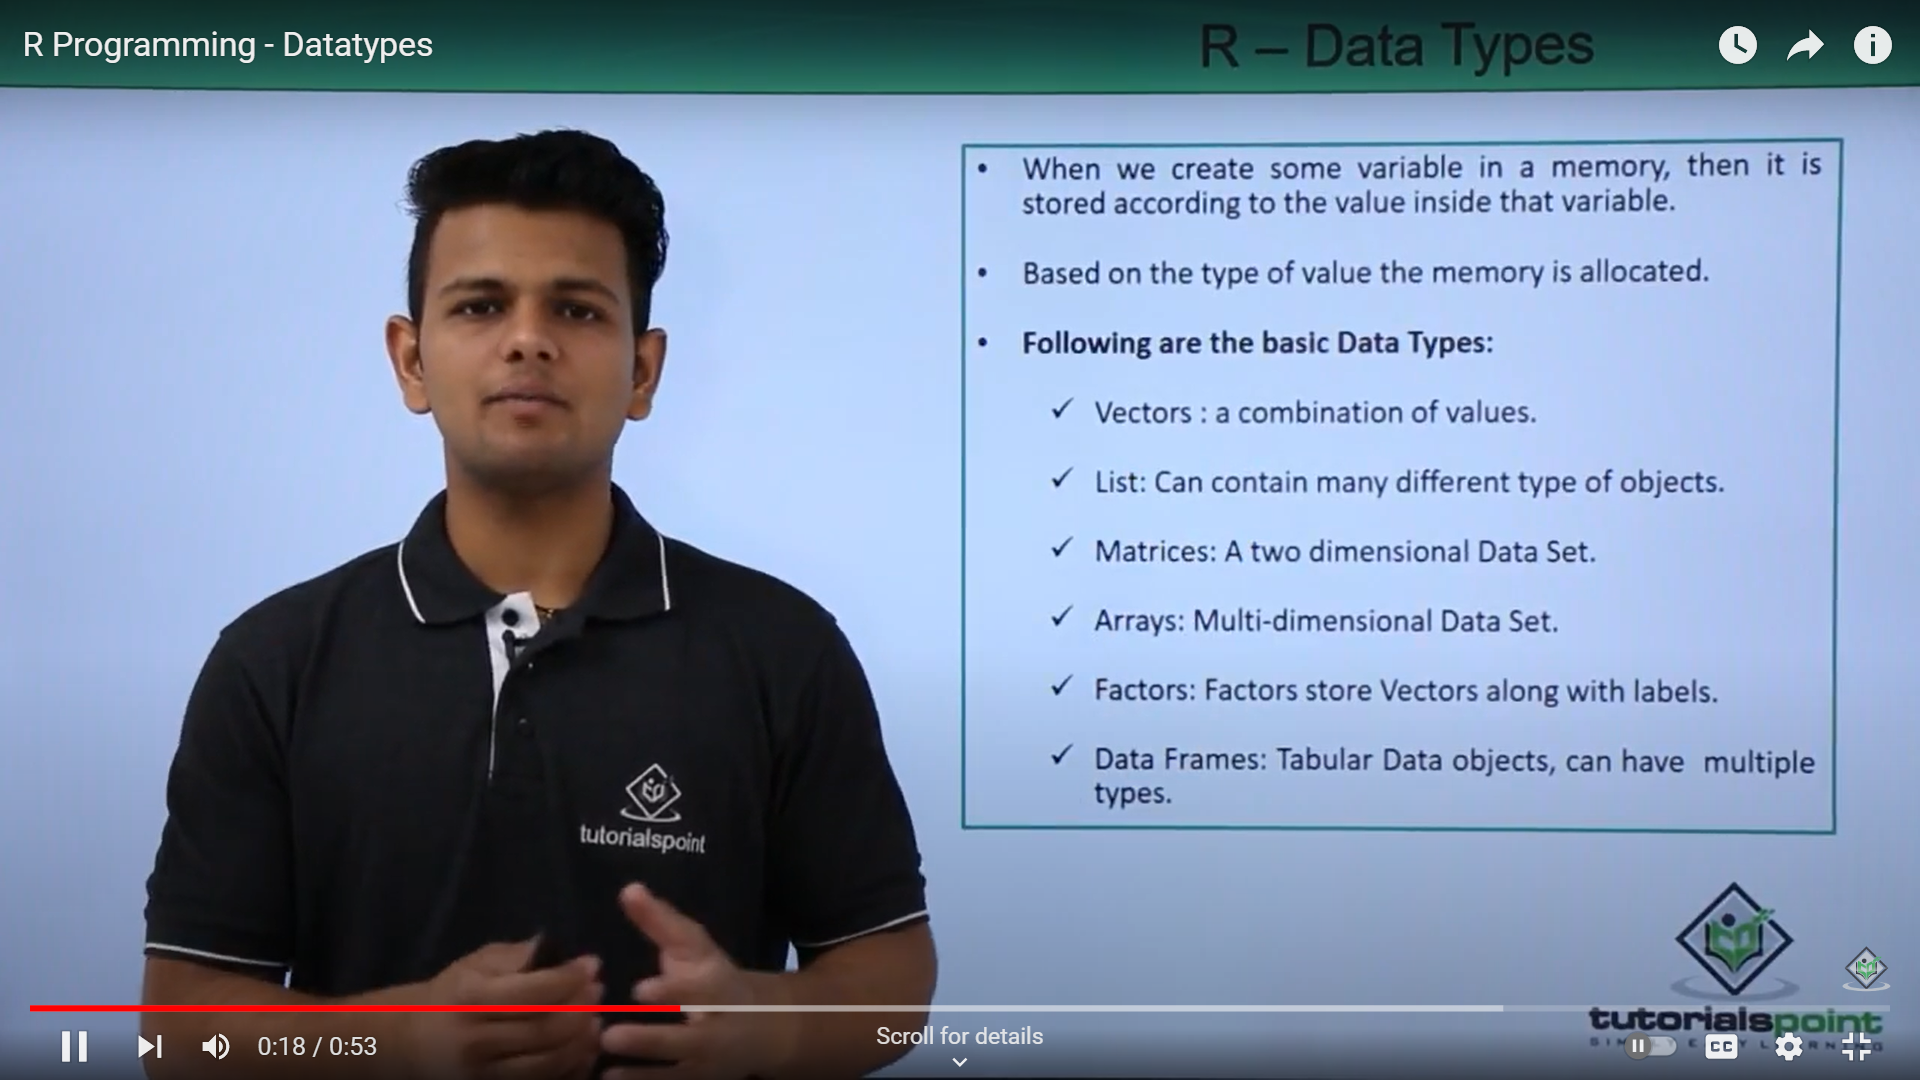 R Programming - Datatypes
R – Data Types
• When we create some variable in a memory, then it is
stored according to the value inside that variable.
• Based on the type of value the memory is allocated.
• Following are the basic Data Types:
✓ Vectors : a combination of values.
✓ List: Can contain many different type of objects.
✓ Matrices: A two dimensional Data Set.
✓ Arrays: Multi-dimensional Data Set.
✓ Factors: Factors store Vectors along with labels.
✓ Data Frames: Tabular Data objects, can have multiple
types.
tutorialspoint
tutorialspoint
0:18 / 0:53
Scroll for details
CC